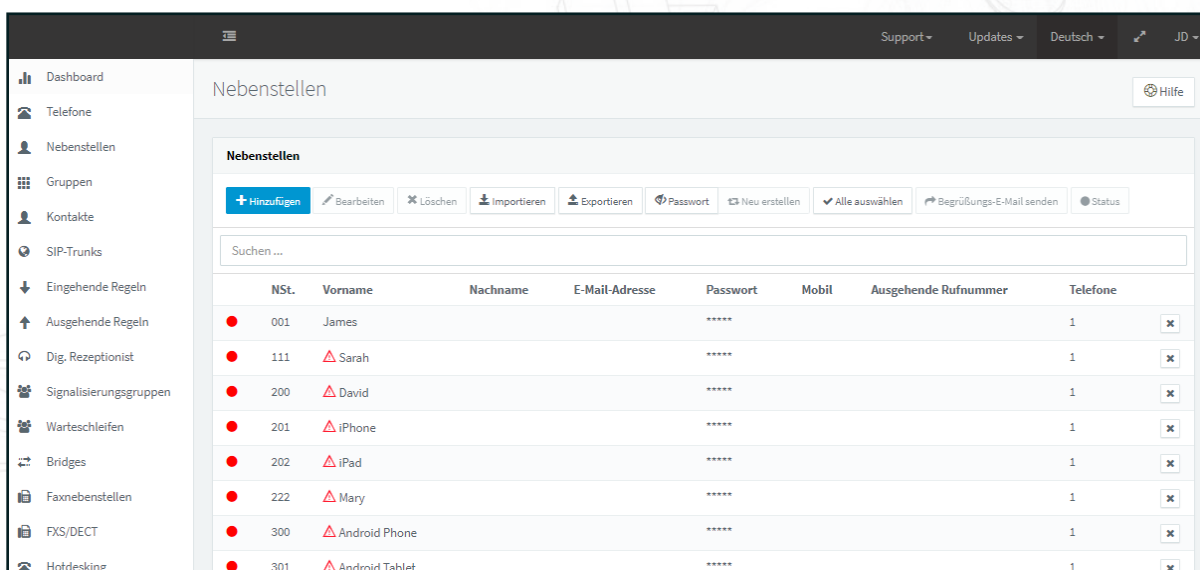 Support Updates Deutsch JD
Dashboard
Telefone
Nebenstellen
Gruppen
Kontakte
SIP-Trunks
Eingehende Regeln
Ausgehende Regeln
Dig. Rezeptionist
Signalisierungsgruppen
Warteschleifen
Bridges
Faxnebenstellen
FXS/DECT
Hotdesking
Nebenstellen
Hilfe
Nebenstellen
Hinzufügen Bearbeiten Löschen Importieren Exportieren Passwort Neu erstellen Alle auswählen Begrüßungs-E-Mail senden Status
Suchen ...
NSt. Vorname Nachname E-Mail-Adresse Passwort Mobil Ausgehende Rufnummer Telefone
001 James ***** 1
111 Sarah ***** 1
200 David ***** 1
201 iPhone ***** 1
202 iPad ***** 1
222 Mary ***** 1
300 Android Phone ***** 1
301 Android Tablet ***** 1